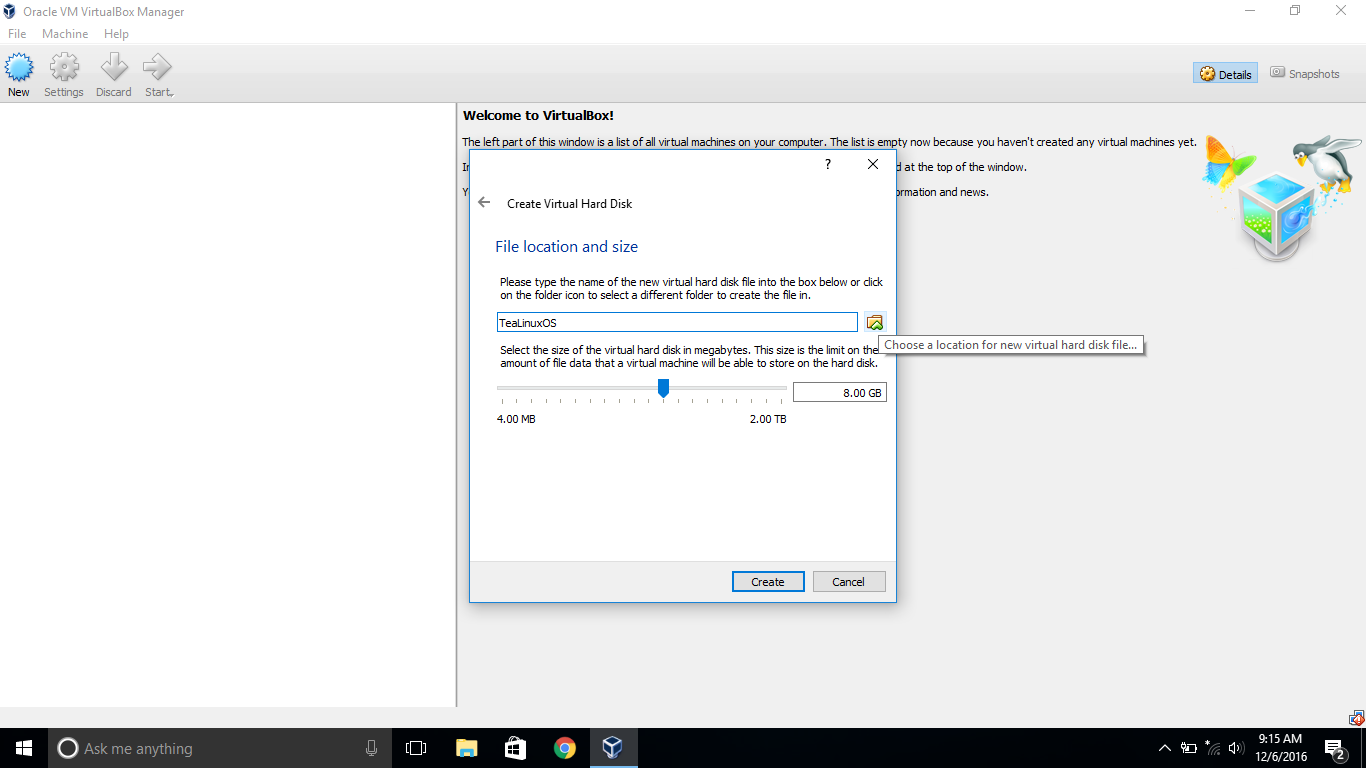 Oracle VM VirtualBox Manager
File Machine Help
New Settings Discard Start
Details Snapshots
Welcome to VirtualBox!
The left part of this window is a list of all virtual machines on your computer. The list is empty now because you haven't created any virtual machines yet.
d at the top of the window.
ormation and news.
?
Create Virtual Hard Disk
File location and size
Please type the name of the new virtual hard disk file into the box below or click
on the folder icon to select a different folder to create the file in.
TeaLinuxOS
Choose a location for new virtual hard disk file...
Select the size of the virtual hard disk in megabytes. This size is the limit on the
amount of file data that a virtual machine will be able to store on the hard disk.
8.00 GB
4.00 MB 2.00 TB
Create Cancel
Ask me anything
9:15 AM
12/6/2016
2